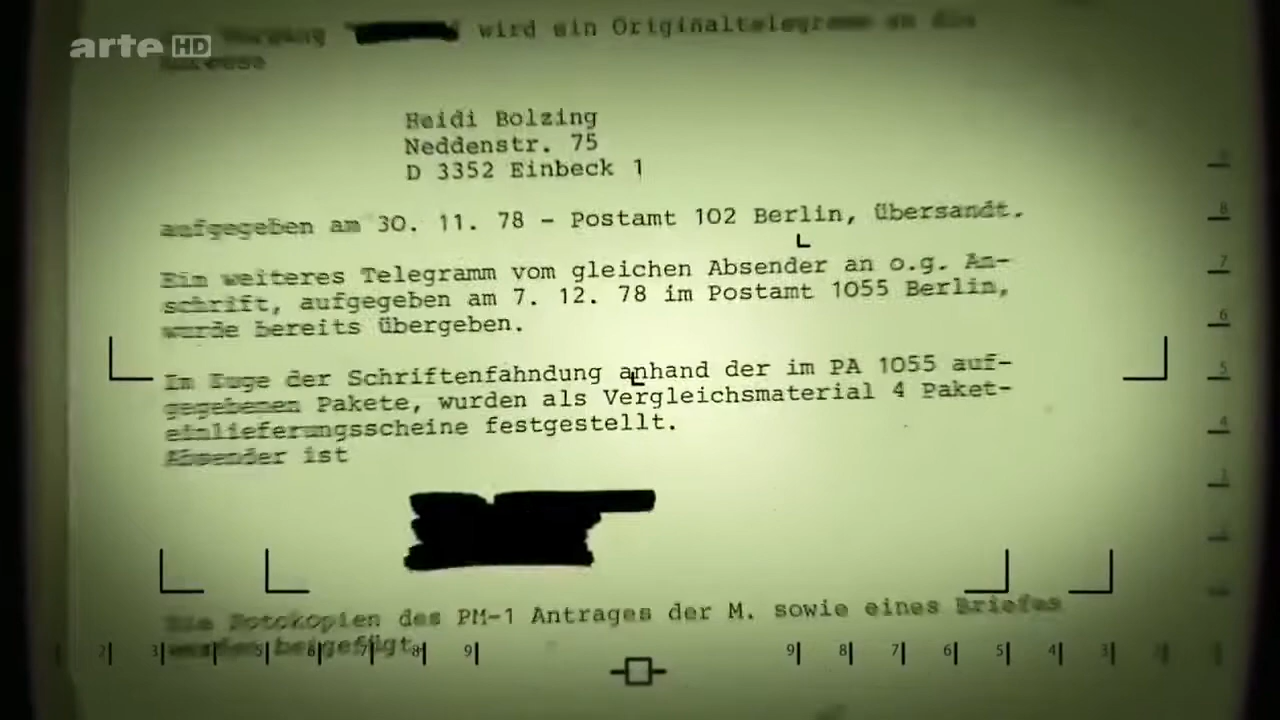 arte HD
wird ein Originaltelegramm an die
Adresse
Heidi Bolzing
Neddenstr. 75
D 3352 Einbeck 1
aufgegeben am 30. 11. 78 - Postamt 102 Berlin, übersandt.
Ein weiteres Telegramm vom gleichen Absender an o.g. An-
schrift, aufgegeben am 7. 12. 78 im Postamt 1055 Berlin,
wurde bereits übergeben.
Im Zuge der Schriftenfahndung anhand der im PA 1055 auf-
gegebenen Pakete, wurden als Vergleichsmaterial 4 Paket-
einlieferungsscheine festgestellt.
Absender ist
Die Fotokopien des PM-1 Antrages der M. sowie eines Briefes
werden beigefügt.